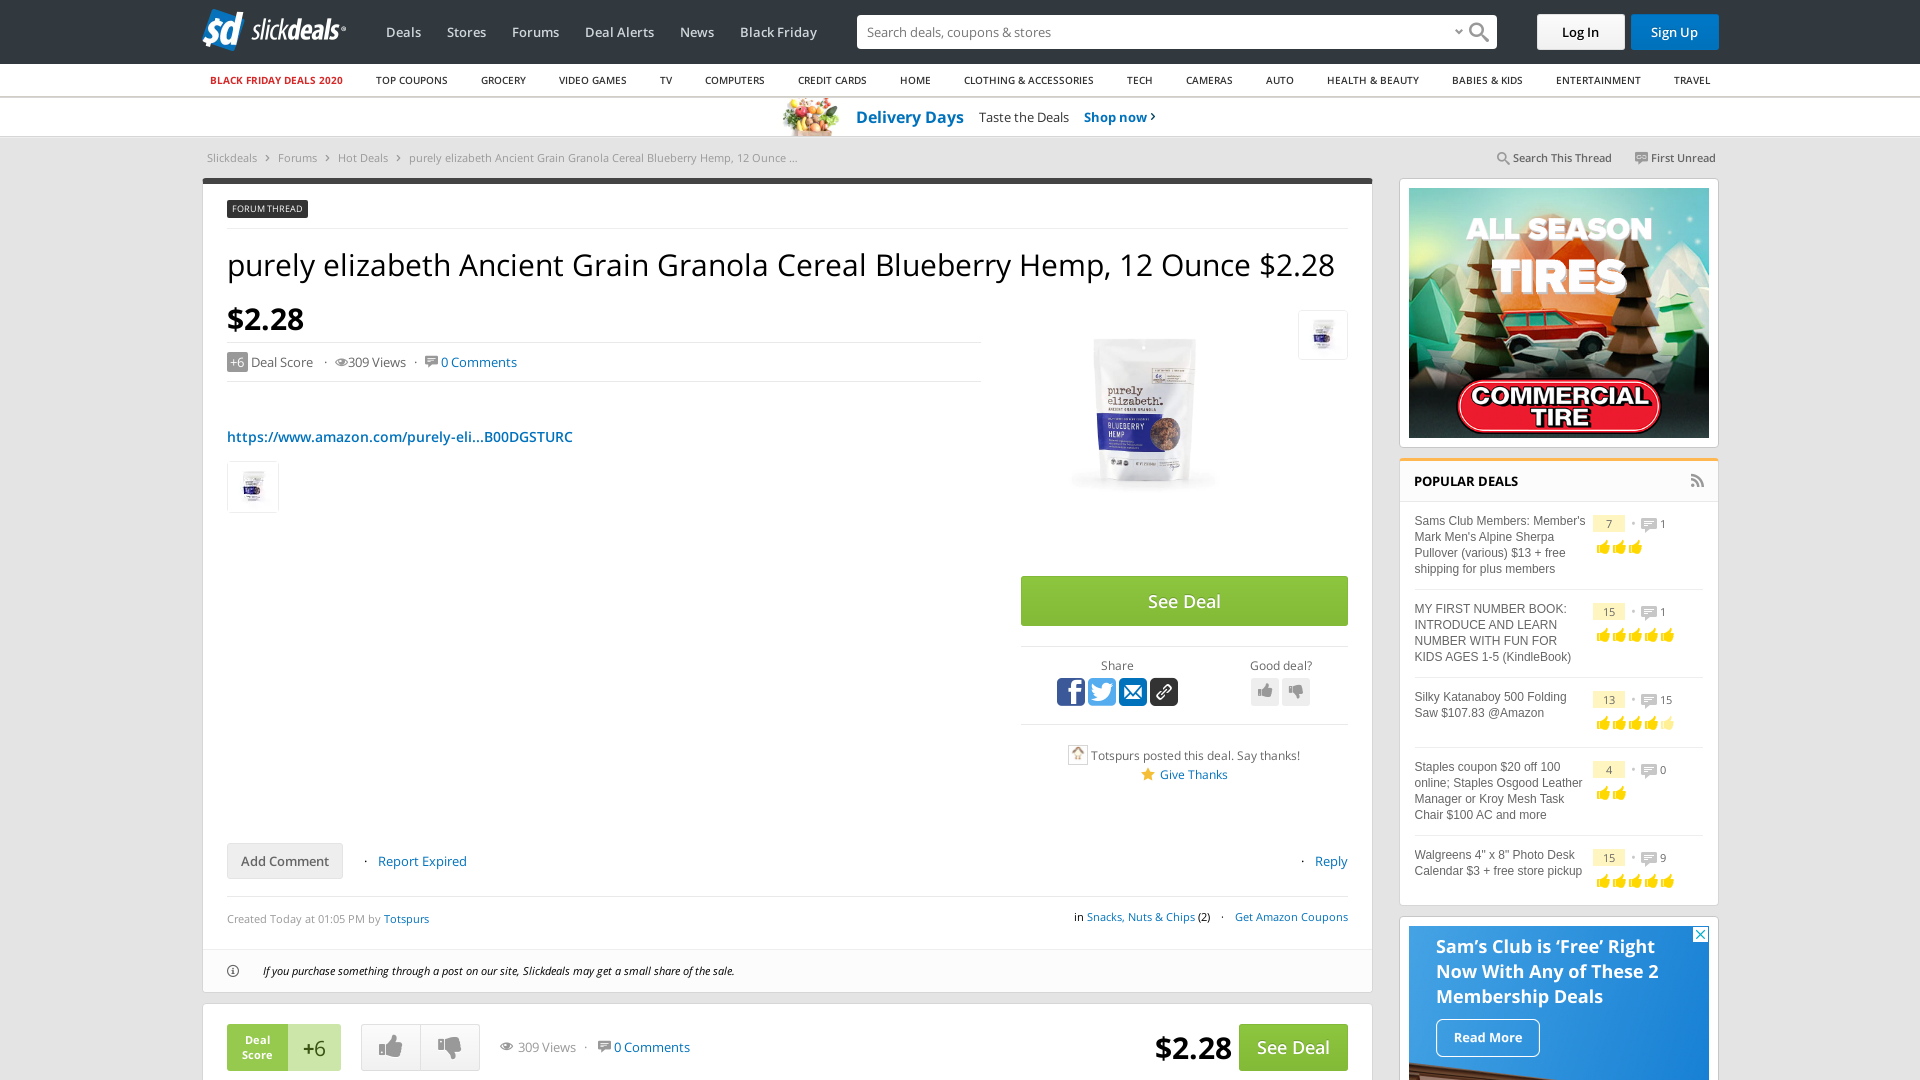 slickdeals
Deals
Stores
Forums
Deal Alerts
News
Black Friday
Search deals, coupons & stores
Log In
Sign Up
BLACK FRIDAY DEALS 2020
TOP COUPONS
GROCERY
VIDEO GAMES
TV
COMPUTERS
CREDIT CARDS
HOME
CLOTHING & ACCESSORIES
TECH
CAMERAS
AUTO
HEALTH & BEAUTY
BABIES & KIDS
ENTERTAINMENT
TRAVEL
Delivery Days Taste the Deals Shop now ›
Slickdeals › Forums › Hot Deals › purely elizabeth Ancient Grain Granola Cereal Blueberry Hemp, 12 Ounce ...
Search This Thread
First Unread
FORUM THREAD
purely elizabeth Ancient Grain Granola Cereal Blueberry Hemp, 12 Ounce $2.28
$2.28
+6 Deal Score · 309 Views · 0 Comments
https://www.amazon.com/purely-eli...B00DGSTURC
purely
elizabeth.
ANCIENT GRAIN GRANOLA
BLUEBERRY
HEMP
See Deal
Share
Good deal?
Totspurs posted this deal. Say thanks!
Give Thanks
Add Comment
· Report Expired
· Reply
Created Today at 01:05 PM by Totspurs
in Snacks, Nuts & Chips (2) · Get Amazon Coupons
If you purchase something through a post on our site, Slickdeals may get a small share of the sale.
Deal
Score
+6
309 Views · 0 Comments
$2.28
See Deal
ALL SEASON
TIRES
COMMERCIAL
TIRE
POPULAR DEALS
Sams Club Members: Member's
Mark Men's Alpine Sherpa
Pullover (various) $13 + free
shipping for plus members
7 • 1
MY FIRST NUMBER BOOK:
INTRODUCE AND LEARN
NUMBER WITH FUN FOR
KIDS AGES 1-5 (KindleBook)
15 • 1
Silky Katanaboy 500 Folding
Saw $107.83 @Amazon
13 • 15
Staples coupon $20 off 100
online; Staples Osgood Leather
Manager or Kroy Mesh Task
Chair $100 AC and more
4 • 0
Walgreens 4" x 8" Photo Desk
Calendar $3 + free store pickup
15 • 9
Sam's Club is ‘Free’ Right
Now With Any of These 2
Membership Deals
Read More